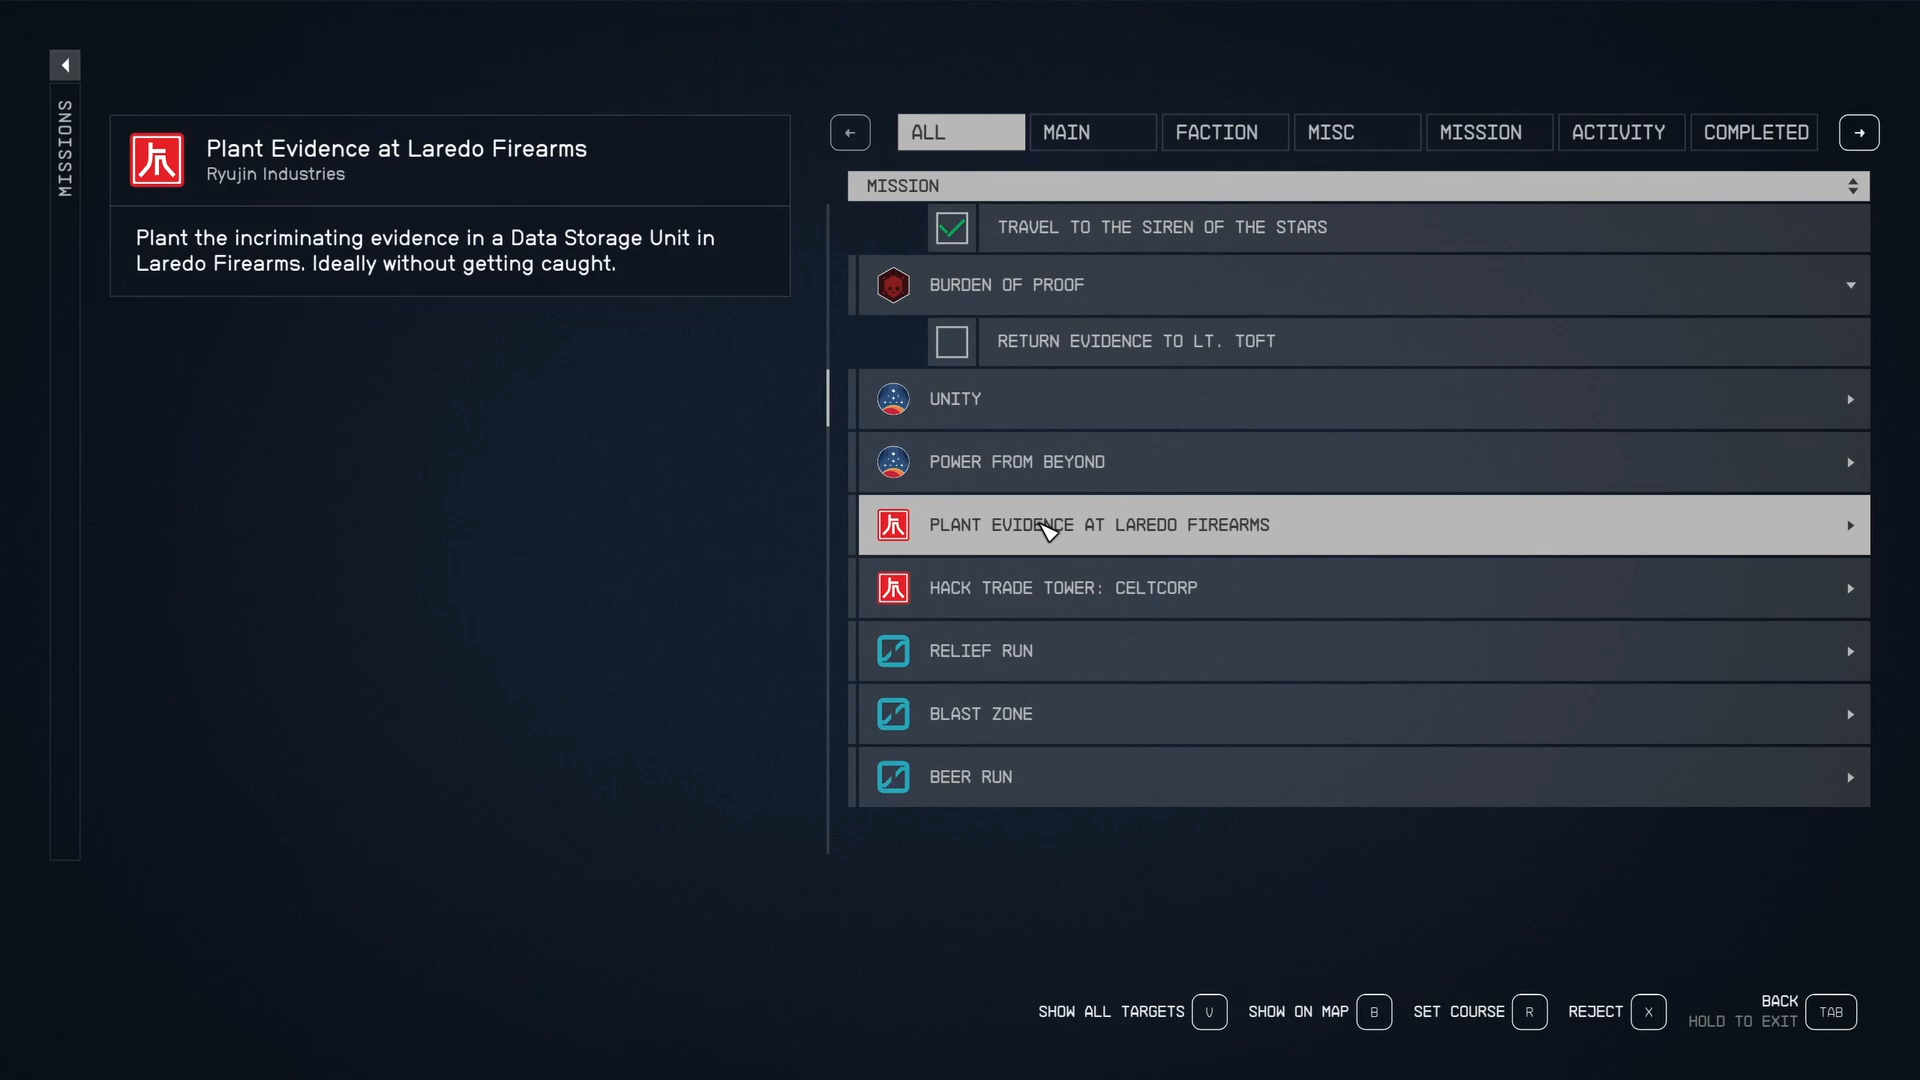 MISSIONS
Plant Evidence at Laredo Firearms
Ryujin Industries
Plant the incriminating evidence in a Data Storage Unit in
Laredo Firearms. Ideally without getting caught.
ALL MAIN FACTION MISC MISSION ACTIVITY COMPLETED
MISSION
TRAVEL TO THE SIREN OF THE STARS
BURDEN OF PROOF
RETURN EVIDENCE TO LT. TOFT
UNITY
POWER FROM BEYOND
PLANT EVIDENCE AT LAREDO FIREARMS
HACK TRADE TOWER: CELTCORP
RELIEF RUN
BLAST ZONE
BEER RUN
SHOW ALL TARGETS V SHOW ON MAP B SET COURSE R REJECT X BACK TAB
HOLD TO EXIT